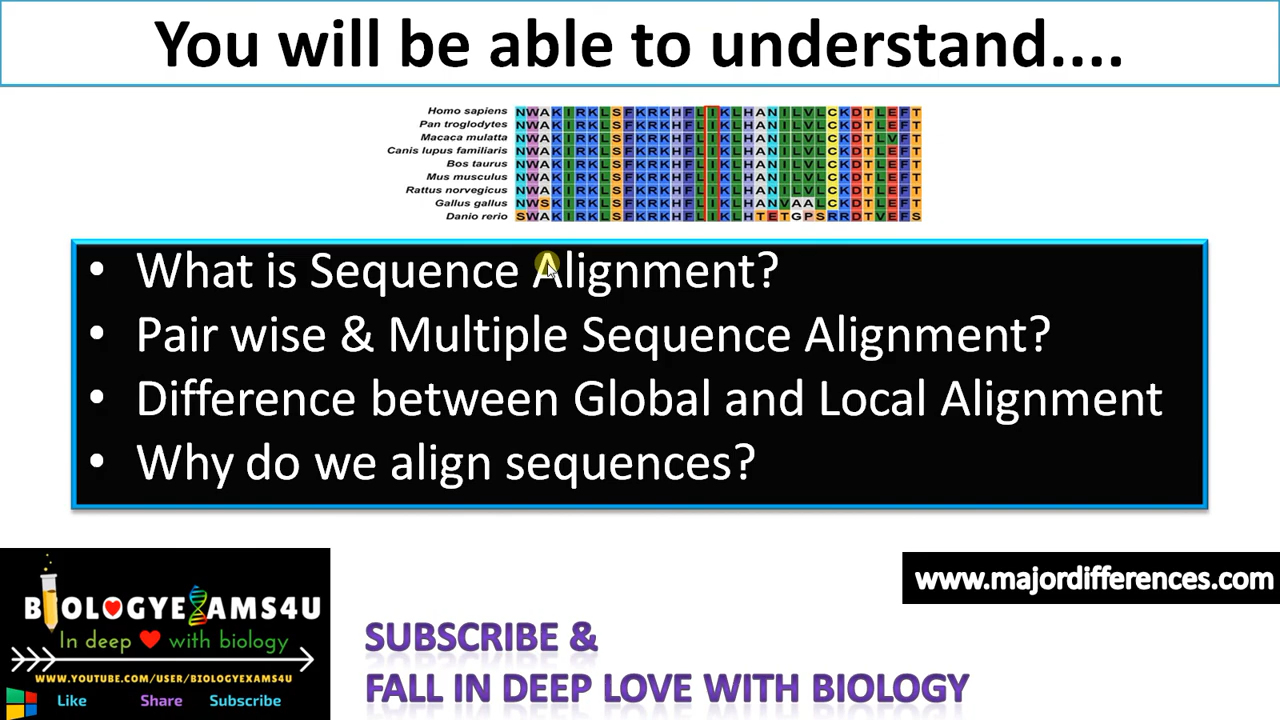 You will be able to understand....
Homo sapiens NWAKIRKLSFKRKHFLIKLHANILVLCKDTLEFT
Pan troglodytes NWAKIRKLSFKRKHFLIKLHANILVLCKDTLEFT
Macaca mulatta NWAKIRKLSFKRKHFLIKLHANILVLCKDTLVFT
Canis lupus familiaris NWAKIRKLSFKRKHFLIKLHANILVLCKDTLEFT
Bos taurus NWAKIRKLSFKRKHFLIKLHANILVLCKDTLEFT
Mus musculus NWAKIRKLSFKRKHFLIKLHANILVLCKDTLEFT
Rattus norvegicus NWAKIRKLSFKRKHFLIKLHANILVLCKDTLEFT
Gallus gallus NWSKIRKLSFKRKHFLIKLHANVAALCKDTLEFT
Danio rerio SWAKIRKLSFKRKHFLIKLHTETGPSRRDTVEFS
• What is Sequence Alignment?
• Pair wise & Multiple Sequence Alignment?
• Difference between Global and Local Alignment
• Why do we align sequences?
www.majordifferences.com
BIOLOGYEXAMS4U
In deep with biology
WWW.YOUTUBE.COM/USER/BIOLOGYEXAMS4U
Like Share Subscribe
SUBSCRIBE &
FALL IN DEEP LOVE WITH BIOLOGY